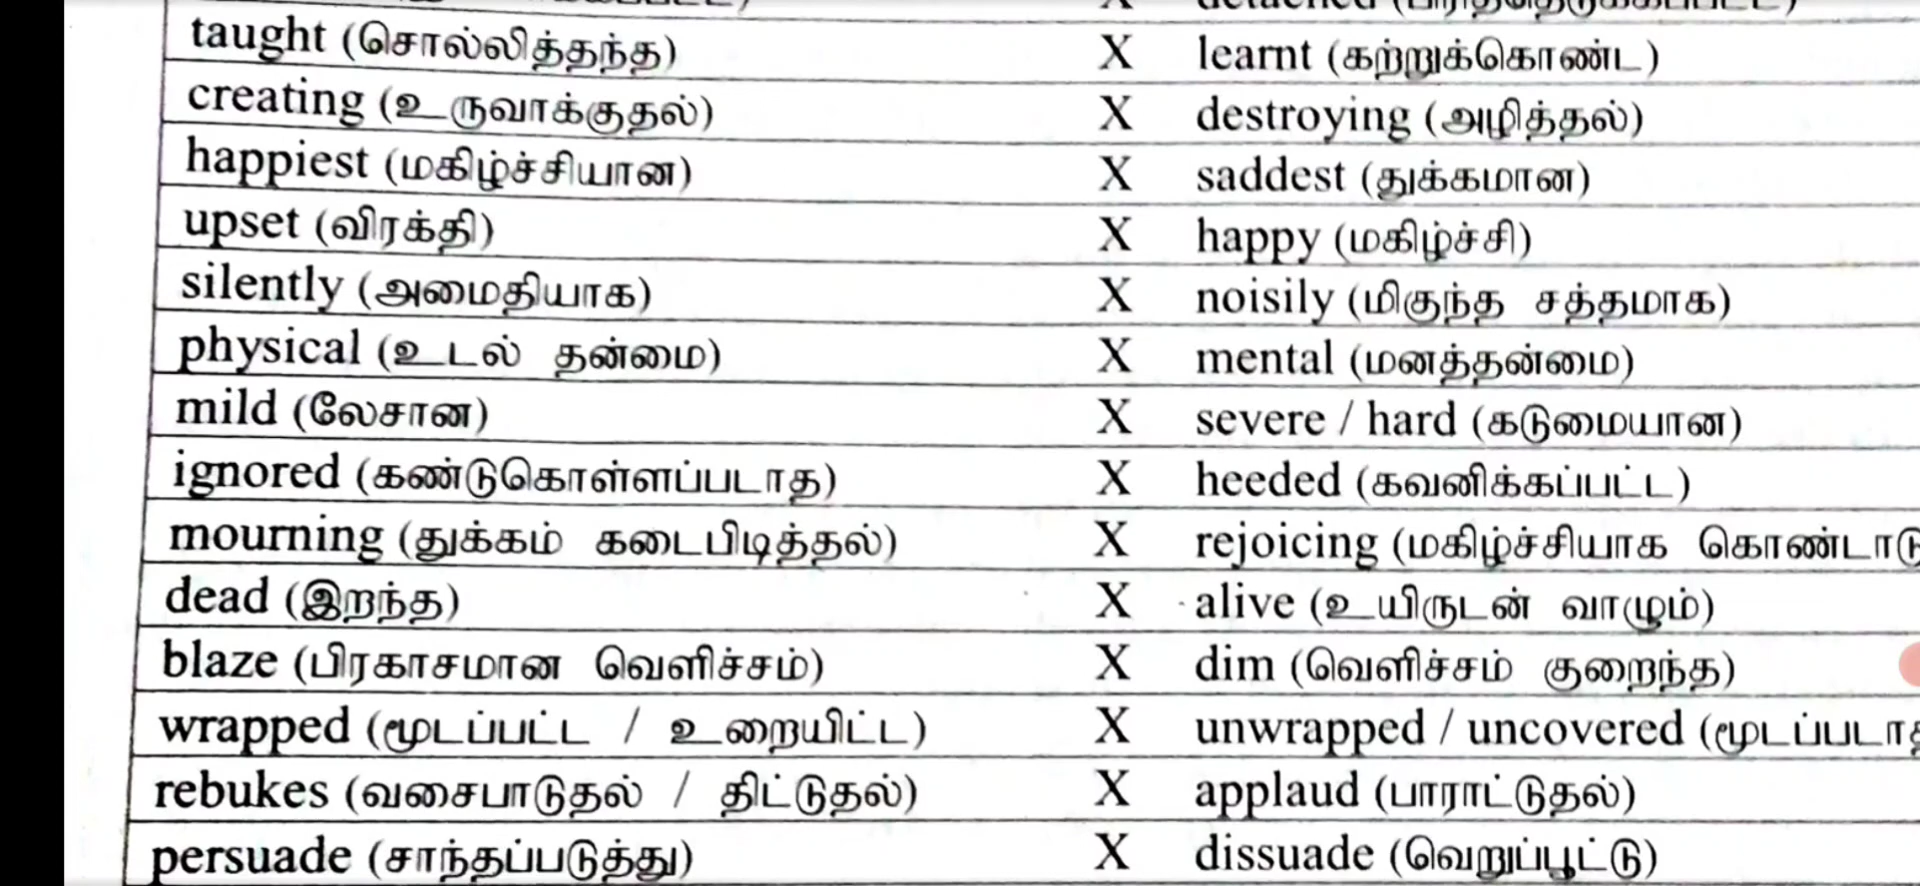 taught (சொல்லித்தந்த) X learnt (கற்றுக்கொண்ட)
creating (உருவாக்குதல்) X destroying (அழித்தல்)
happiest (மகிழ்ச்சியான) X saddest (துக்கமான)
upset (விரக்தி) X happy (மகிழ்ச்சி)
silently (அமைதியாக) X noisily (மிகுந்த சத்தமாக)
physical (உடல் தன்மை) X mental (மனத்தன்மை)
mild (லேசான) X severe / hard (கடுமையான)
ignored (கண்டுகொள்ளப்படாத) X heeded (கவனிக்கப்பட்ட)
mourning (துக்கம் கடைபிடித்தல்) X rejoicing (மகிழ்ச்சியாக
dead (இறந்த) X alive (உயிருடன் வாழும்)
blaze (பிரகாசமான வெளிச்சம்) X dim (வெளிச்சம் குறைந்த)
wrapped (மூடப்பட்ட / உறையிட்ட) X unwrapped / uncovered
rebukes (வசைபாடுதல் / திட்டுதல்) X applaud (பாராட்டுதல்)
persuade (சாந்தப்படுத்து) X dissuade (வெறுப்பூட்டு)